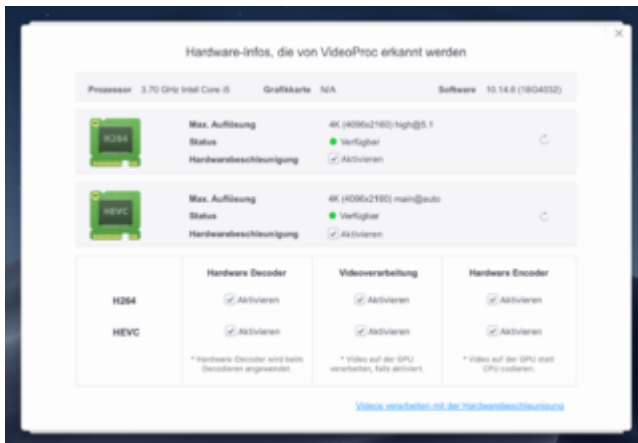 Hardware-Infos, die von VideoProc erkannt werden
Prozessor 3.70 GHz Intel Core i5 Grafikkarte N/A Software 10.14.6 (18G4032)
H264
Max. Auflösung 4K (4096x2160) high@5.1
Status Verfügbar
Hardwarebeschleunigung Aktivieren
HEVC
Max. Auflösung 4K (4096x2160) main@auto
Status Verfügbar
Hardwarebeschleunigung Aktivieren
Hardware Decoder Videoverarbeitung Hardware Encoder
H264 Aktivieren Aktivieren Aktivieren
HEVC Aktivieren Aktivieren Aktivieren
* Hardware-Decoder wird beim * Video auf der GPU * Video auf der GPU statt
Decodieren angewendet. verarbeiten, falls aktiviert. CPU codieren.
Videos verarbeiten mit der Hardwarebeschleunigung